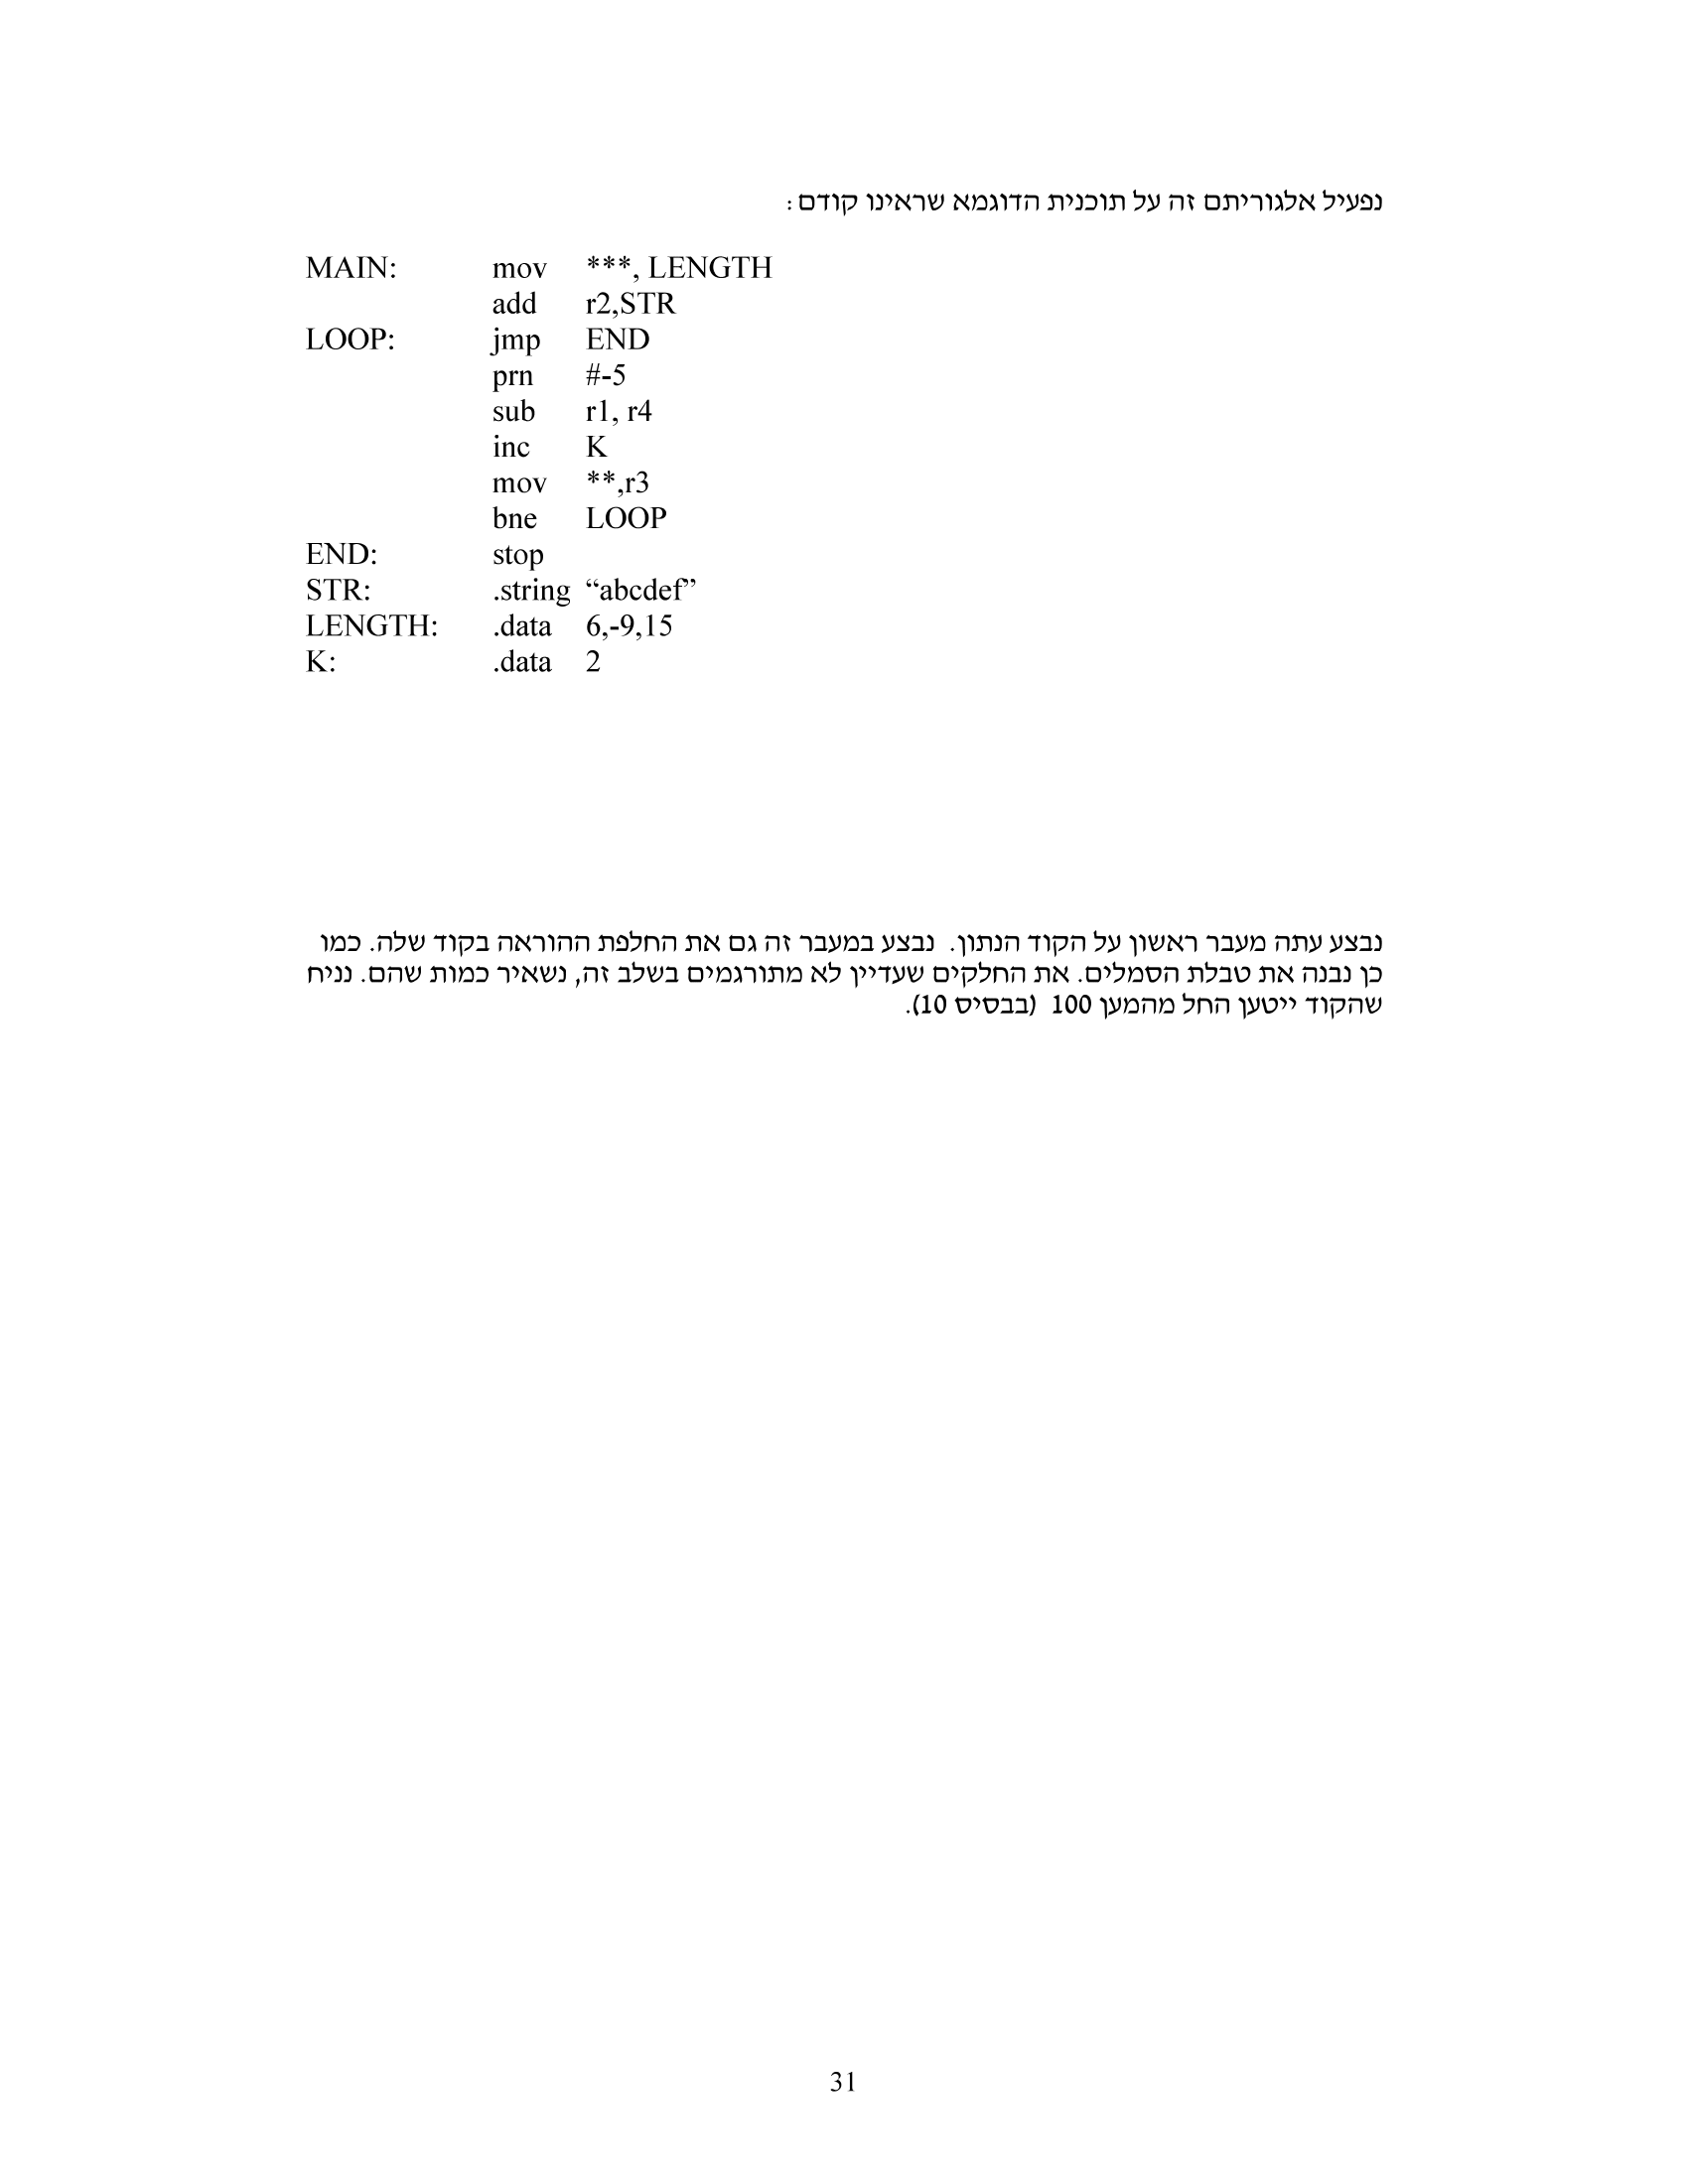 נפעיל אלגוריתם זה על תוכנית הדוגמא שראינו קודם:
MAIN: mov ***, LENGTH
add r2,STR
LOOP: jmp END
prn #-5
sub r1, r4
inc K
mov **,r3
bne LOOP
END: stop
STR: .string “abcdef”
LENGTH: .data 6,-9,15
K: .data 2
נבצע עתה מעבר ראשון על הקוד הנתון. נבצע במעבר זה גם את החלפת ההוראה בקוד שלה. כמו
כן נבנה את טבלת הסמלים. את החלקים שעדיין לא מתורגמים בשלב זה, נשאיר כמות שהם. נניח
שהקוד ייטען החל מהמען 100 (בבסיס 10).
31